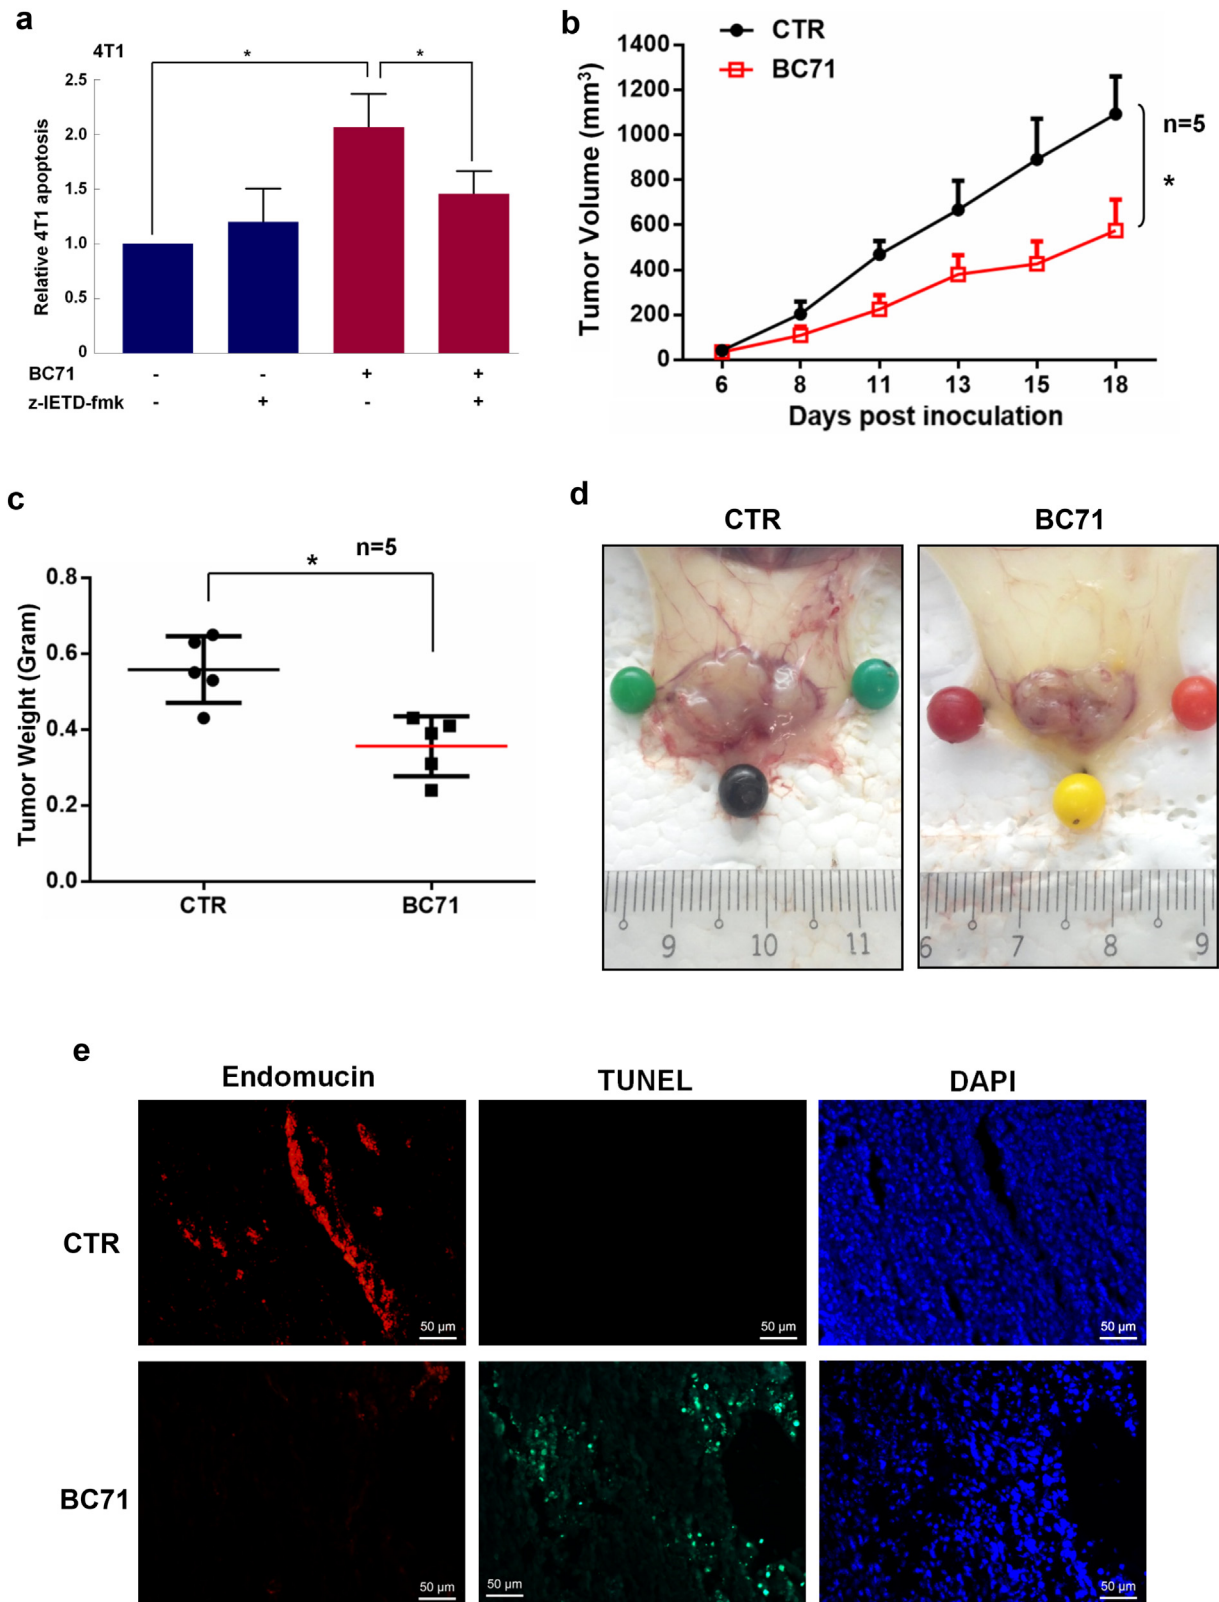 a
4T1
*
*
2.5
2.0
1.5
1.0
0.5
0
Relative 4T1 apoptosis
BC71 - - + +
z-IETD-fmk - + - +
b
CTR
BC71
1400
1200
1000
800
600
400
200
0
Tumor Volume (mm³)
n=5
*
6 8 11 13 15 18
Days post inoculation
c
n=5
*
0.8
0.6
0.4
0.2
0.0
Tumor Weight (Gram)
CTR BC71
d
CTR BC71
9 10 11
6 7 8 9
e
Endomucin TUNEL DAPI
CTR
50 µm 50 µm 50 µm
BC71
50 µm 50 µm 50 µm